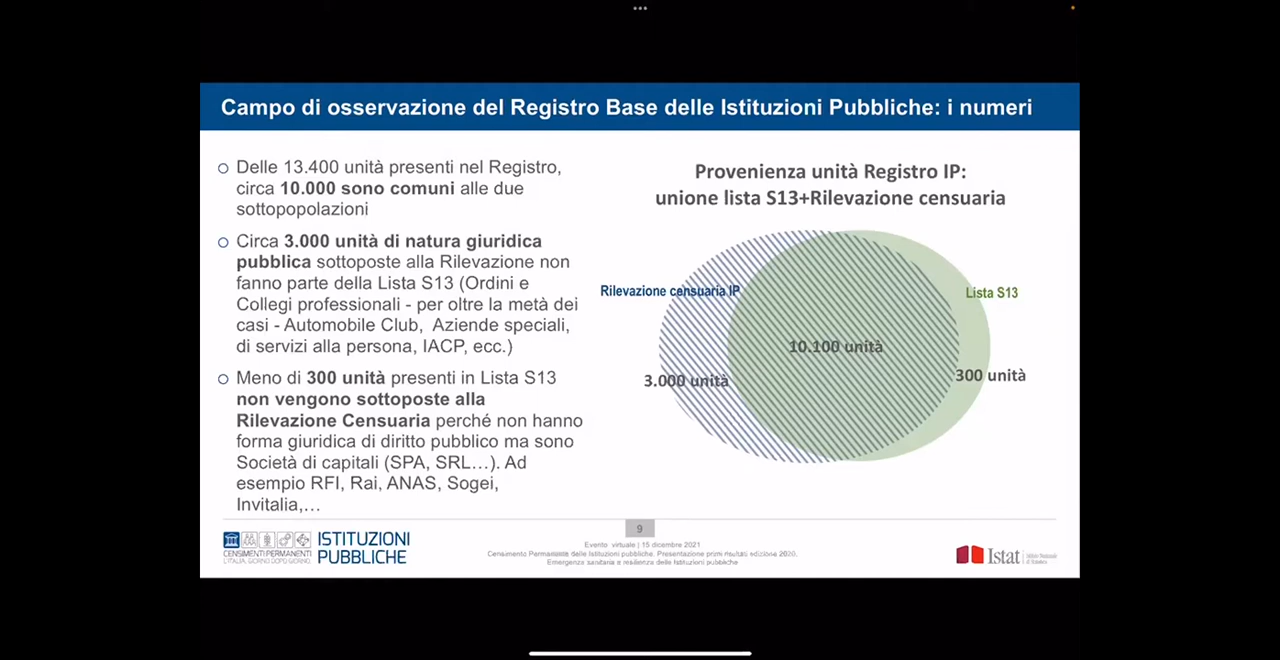 Campo di osservazione del Registro Base delle Istituzioni Pubbliche: i numeri
Delle 13.400 unità presenti nel Registro,
circa 10.000 sono comuni alle due
sottopopolazioni
Circa 3.000 unità di natura giuridica
pubblica sottoposte alla Rilevazione non
fanno parte della Lista S13 (Ordini e
Collegi professionali - per oltre la metà dei
casi - Automobile Club, Aziende speciali,
di servizi alla persona, IACP, ecc.)
Meno di 300 unità presenti in Lista S13
non vengono sottoposte alla
Rilevazione Censuaria perché non hanno
forma giuridica di diritto pubblico ma sono
Società di capitali (SPA, SRL…). Ad
esempio RFI, Rai, ANAS, Sogei,
Invitalia,…
Provenienza unità Registro IP:
unione lista S13+Rilevazione censuaria
Rilevazione censuaria IP
Lista S13
10.100 unità
3.000 unità
300 unità
CENSIMENTI PERMANENTI
L'ITALIA, GIORNO DOPO GIORNO
ISTITUZIONI
PUBBLICHE
9
Evento virtuale | 15 dicembre 2021
Censimento Permanente delle Istituzioni pubbliche. Presentazione primi risultati edizione 2020.
Emergenza sanitaria e resilienza delle Istituzioni pubbliche
Istat